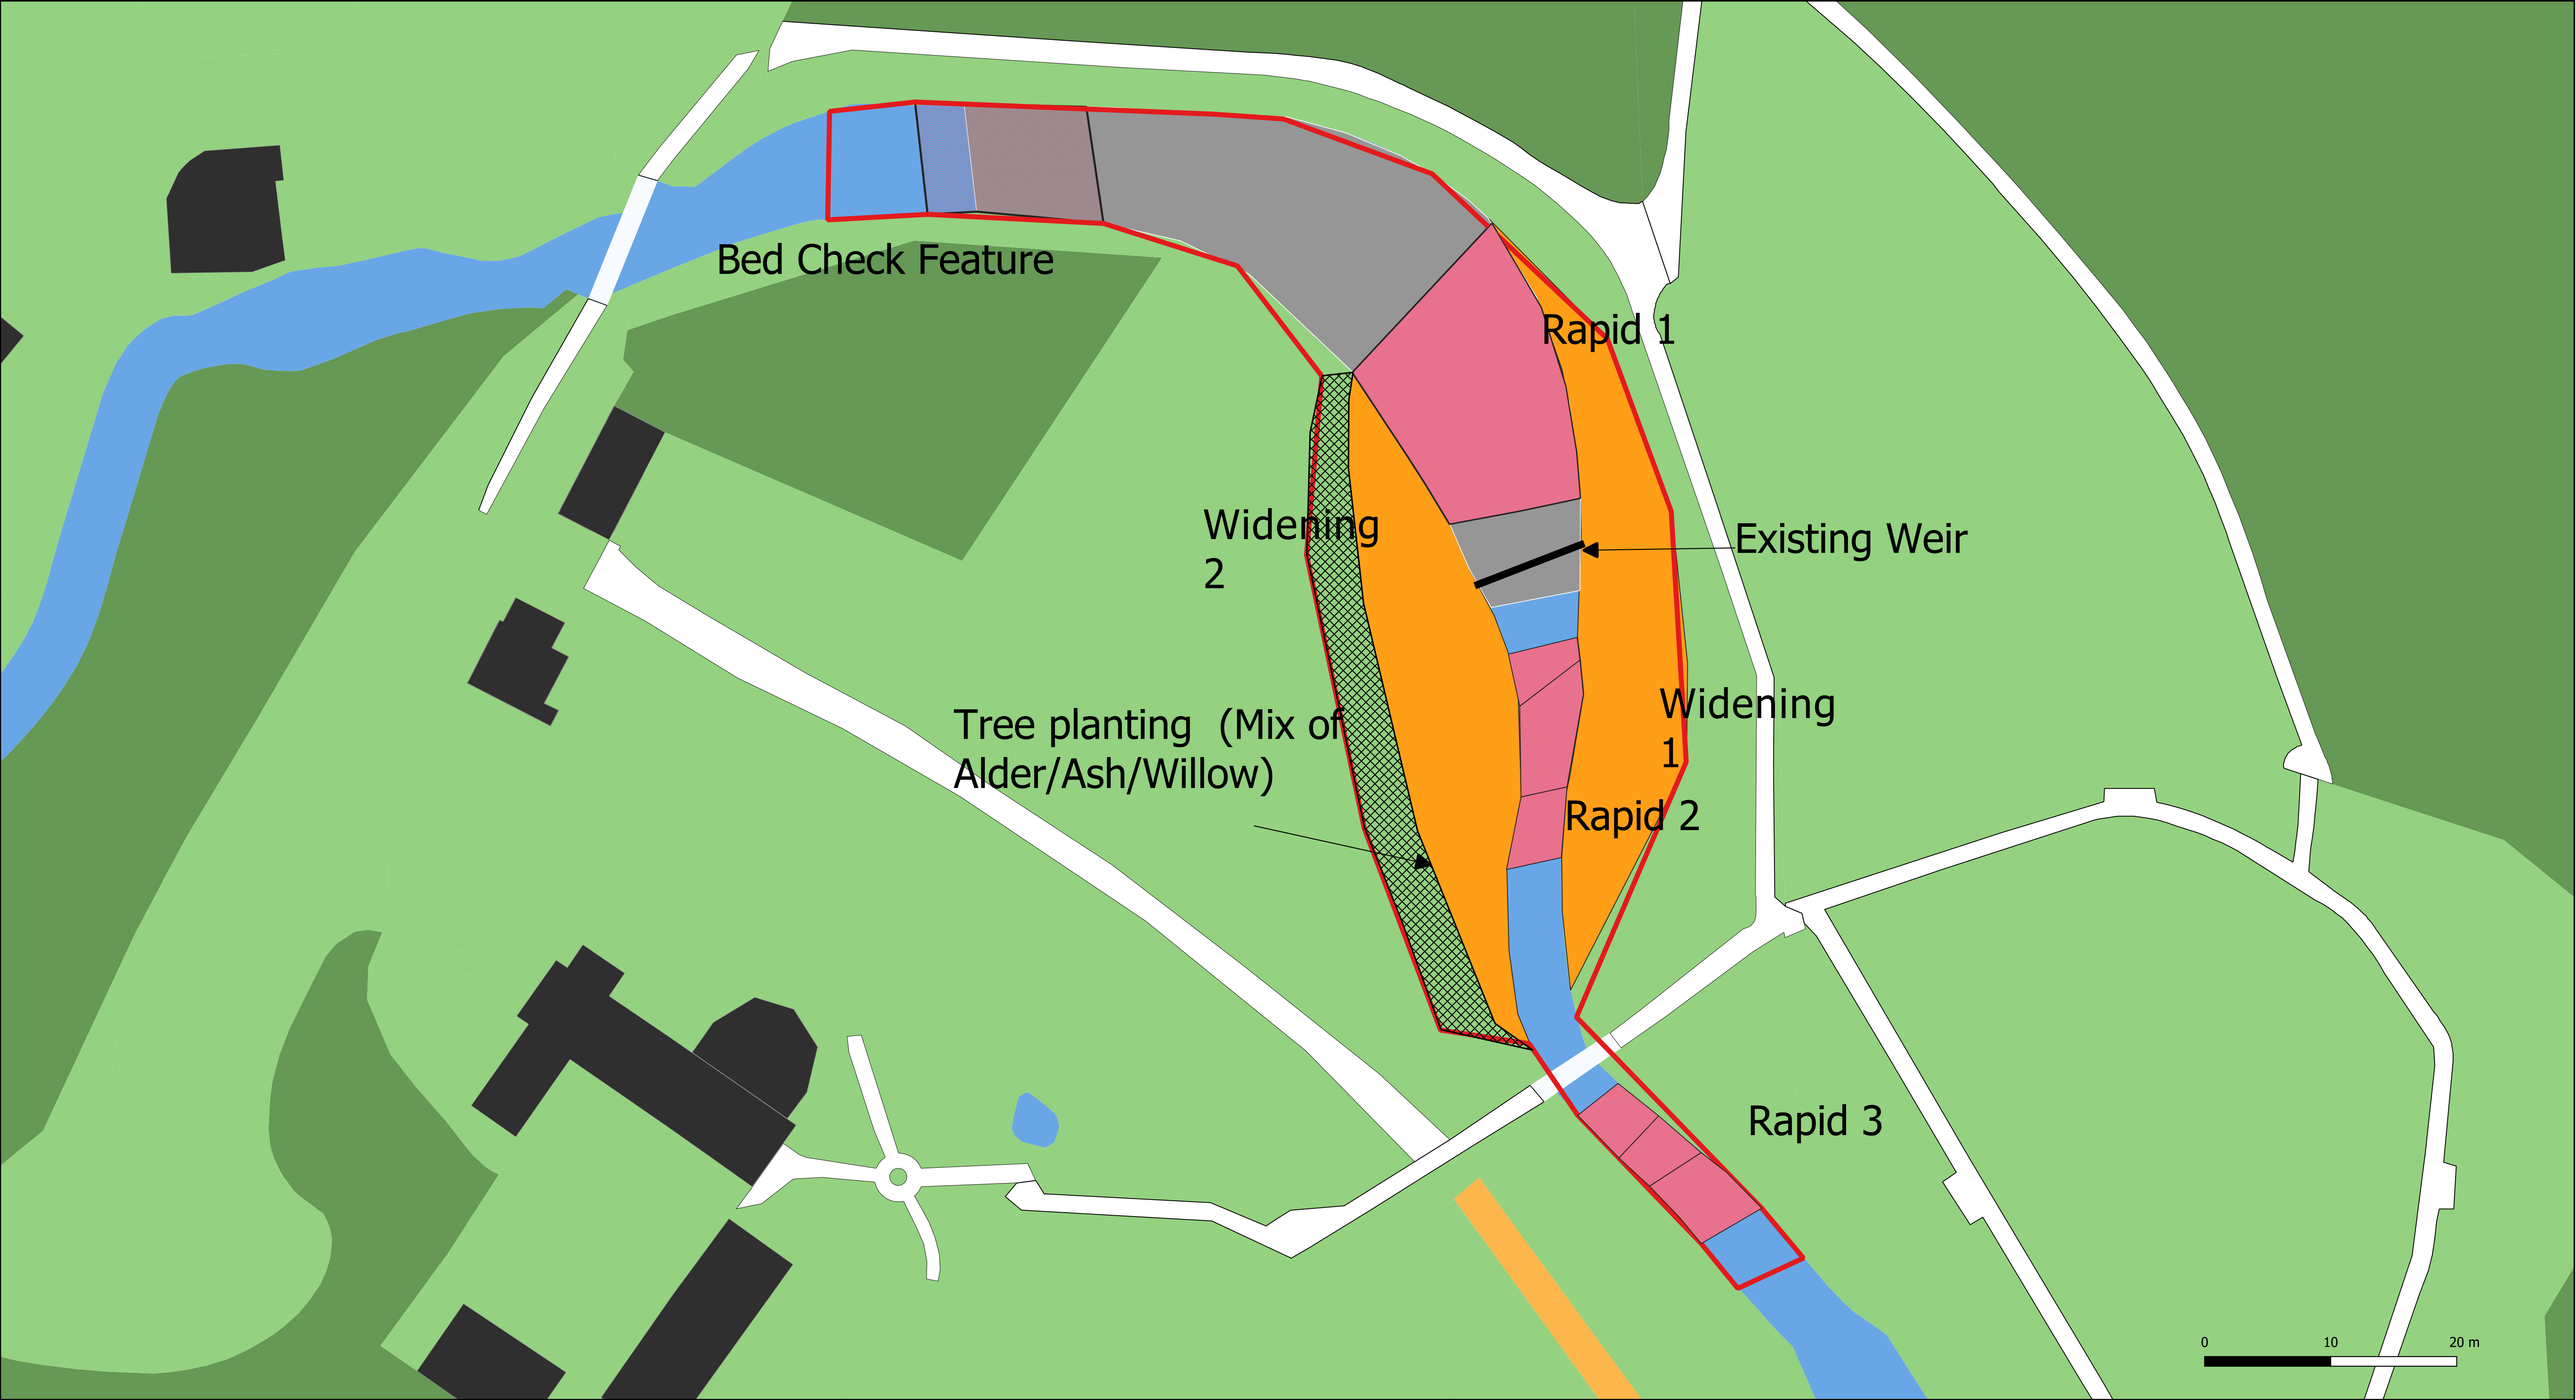 Bed Check Feature
Rapid 1
Widening
2
Existing Weir
Tree planting  (Mix of
Alder/Ash/Willow)
Widening
1
Rapid 2
Rapid 3
0 10 20 m